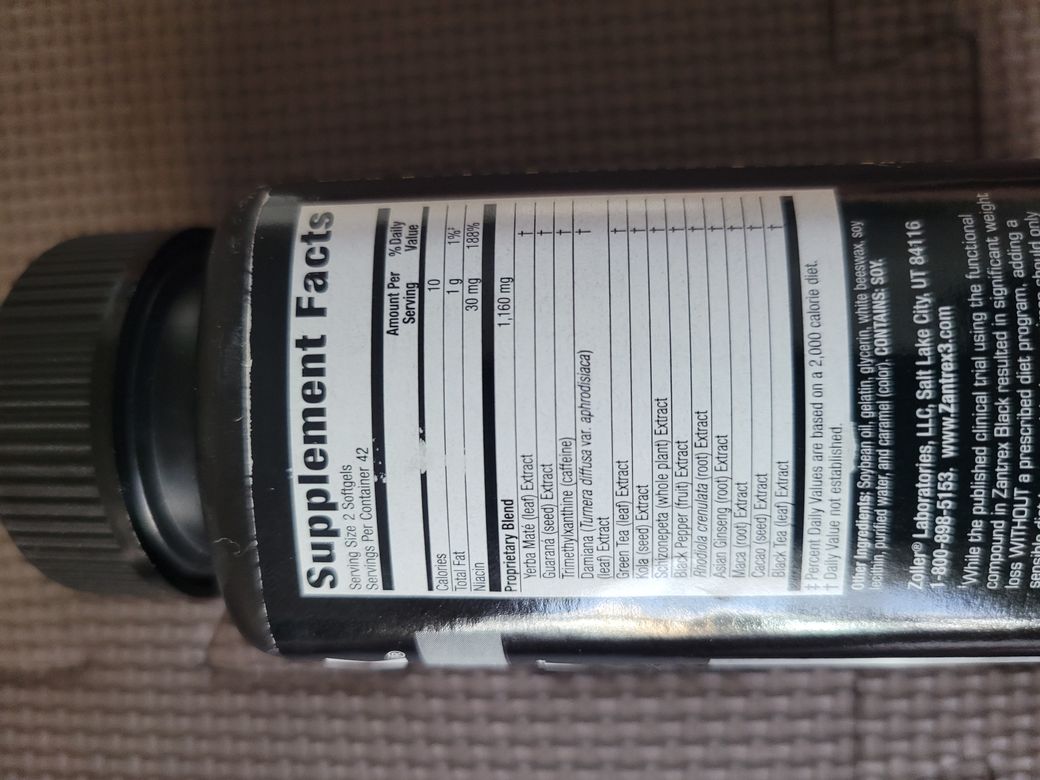 Supplement Facts
Serving Size 2 Softgels
Servings Per Container 42
Amount Per Serving % Daily Value
Calories 10
Total Fat 1 g 1%‡
Niacin 30 mg 188%
Proprietary Blend 1,160 mg
Yerba Maté (leaf) Extract †
Guarana (seed) Extract †
Trimethylxanthine (caffeine) †
Damiana (Turnera diffusa var. aphrodisiaca) †
(leaf) Extract
Green Tea (leaf) Extract †
Kola (seed) Extract †
Schizonepeta (whole plant) Extract †
Black Pepper (fruit) Extract †
Rhodiola crenulata (root) Extract †
Asian Ginseng (root) Extract †
Maca (root) Extract †
Cacao (seed) Extract †
Black Tea (leaf) Extract †
‡ Percent Daily Values are based on a 2,000 calorie diet.
† Daily Value not established.
Other Ingredients: Soybean oil, gelatin, glycerin, white beeswax, soy
lecithin, purified water, and caramel (color). CONTAINS: SOY.
Zoller® Laboratories, LLC, Salt Lake City, UT 84116
1-800-898-5153, www.Zantrex3.com
†While the published clinical trial using the functional
compound in Zantrex Black resulted in significant weight
loss WITHOUT a prescribed diet program, adding a
should only
®